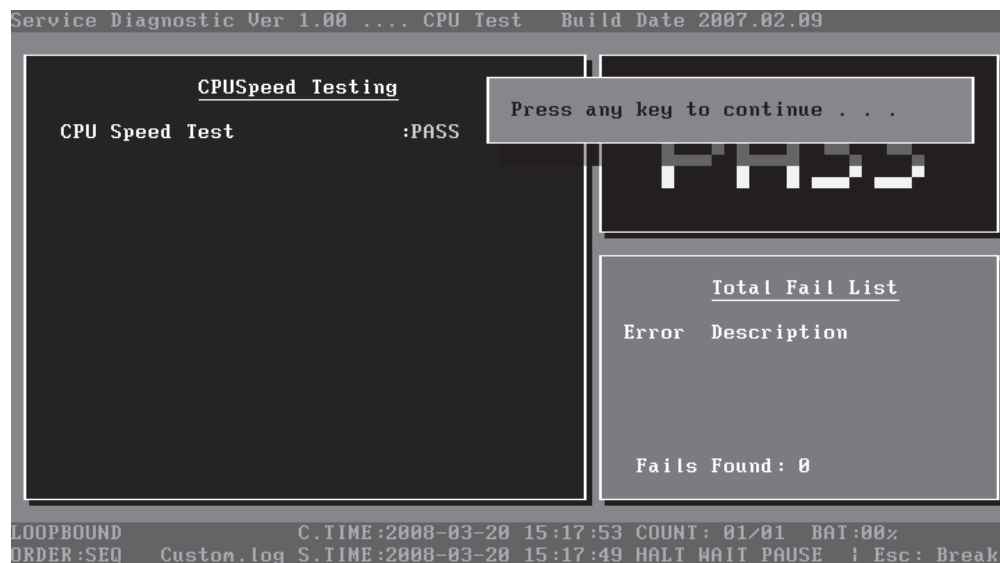 Service Diagnostic Ver 1.00 .... CPU Test Build Date 2007.02.09
CPUSpeed Testing
CPU Speed Test :PASS
Press any key to continue . . .
PASS
Total Fail List
Error Description
Fails Found: 0
LOOPBOUND C.TIME:2008-03-20 15:17:53 COUNT: 01/01 BAT:00%
ORDER:SEQ Custom.log S.TIME:2008-03-20 15:17:49 HALT WAIT PAUSE ¦ Esc: Break